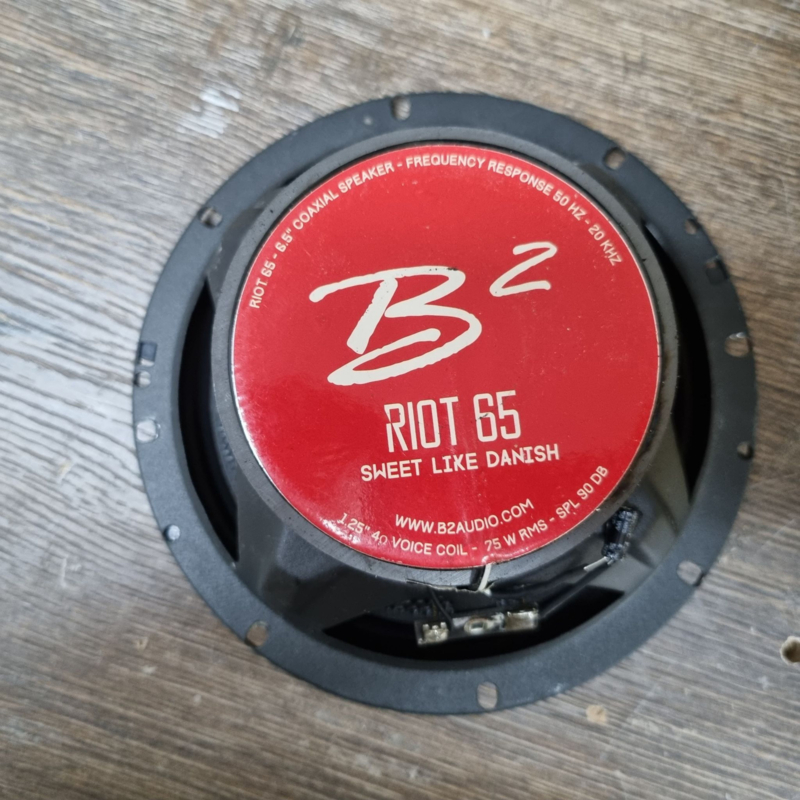 RIOT 65 - 6.5" COAXIAL SPEAKER - FREQUENCY RESPONSE 50 HZ - 20 KHZ
B2
RIOT 65
SWEET LIKE DANISH
WWW.B2AUDIO.COM
1.25" 4Ω VOICE COIL - 75 W RMS - SPL 90 DB